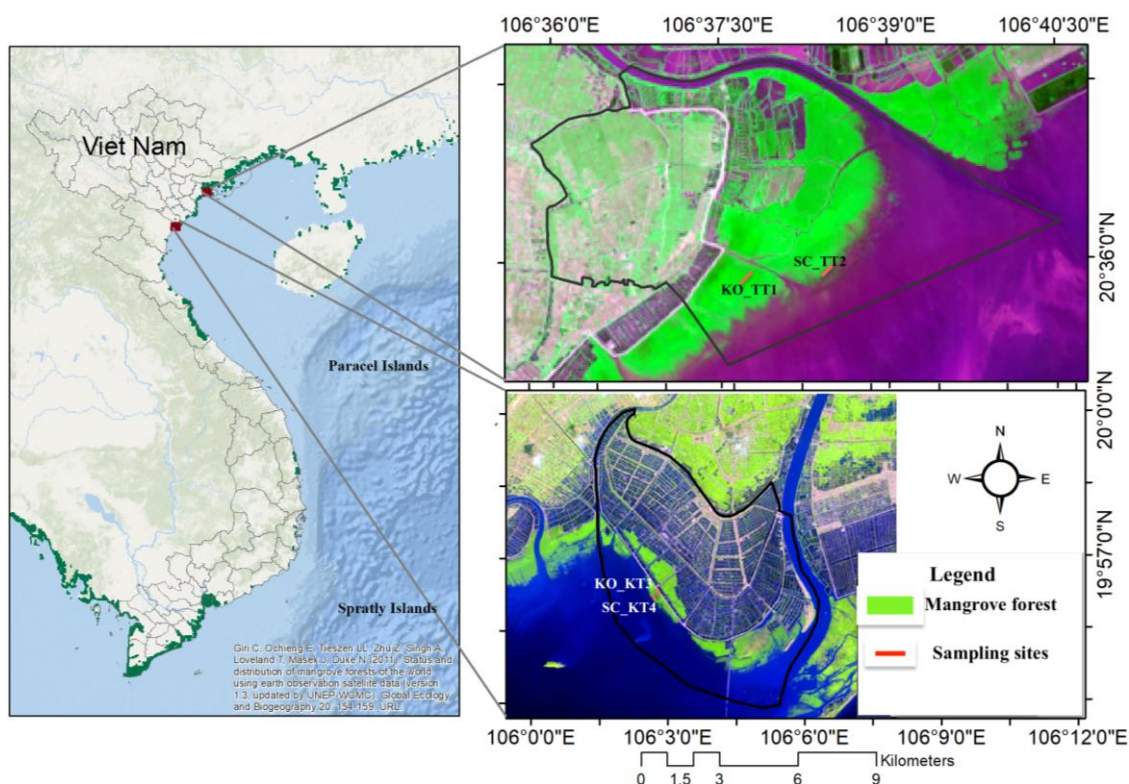 106°36'0"E 106°37'30"E 106°39'0"E 106°40'30"E
Viet Nam
Paracel Islands
Spratly Islands
Giri C, Ochieng E, Tieszen LL, Zhu Z, Singh A,
Loveland T, Masek J, Duke N (2011). Status and
distribution of mangrove forests of the world
using earth observation satellite data (version
1.3, updated by UNEP-WCMC). Global Ecology
and Biogeography 20: 154-159. URL:
SC_TT2
KO_TT1
20°36'0"N
20°0'0"N
19°57'0"N
N
W E
S
KO_KT3
SC_KT4
Legend
Mangrove forest
Sampling sites
106°0'0"E 106°3'0"E 106°6'0"E 106°9'0"E 106°12'0"E
Kilometers
0 1.5 3 6 9